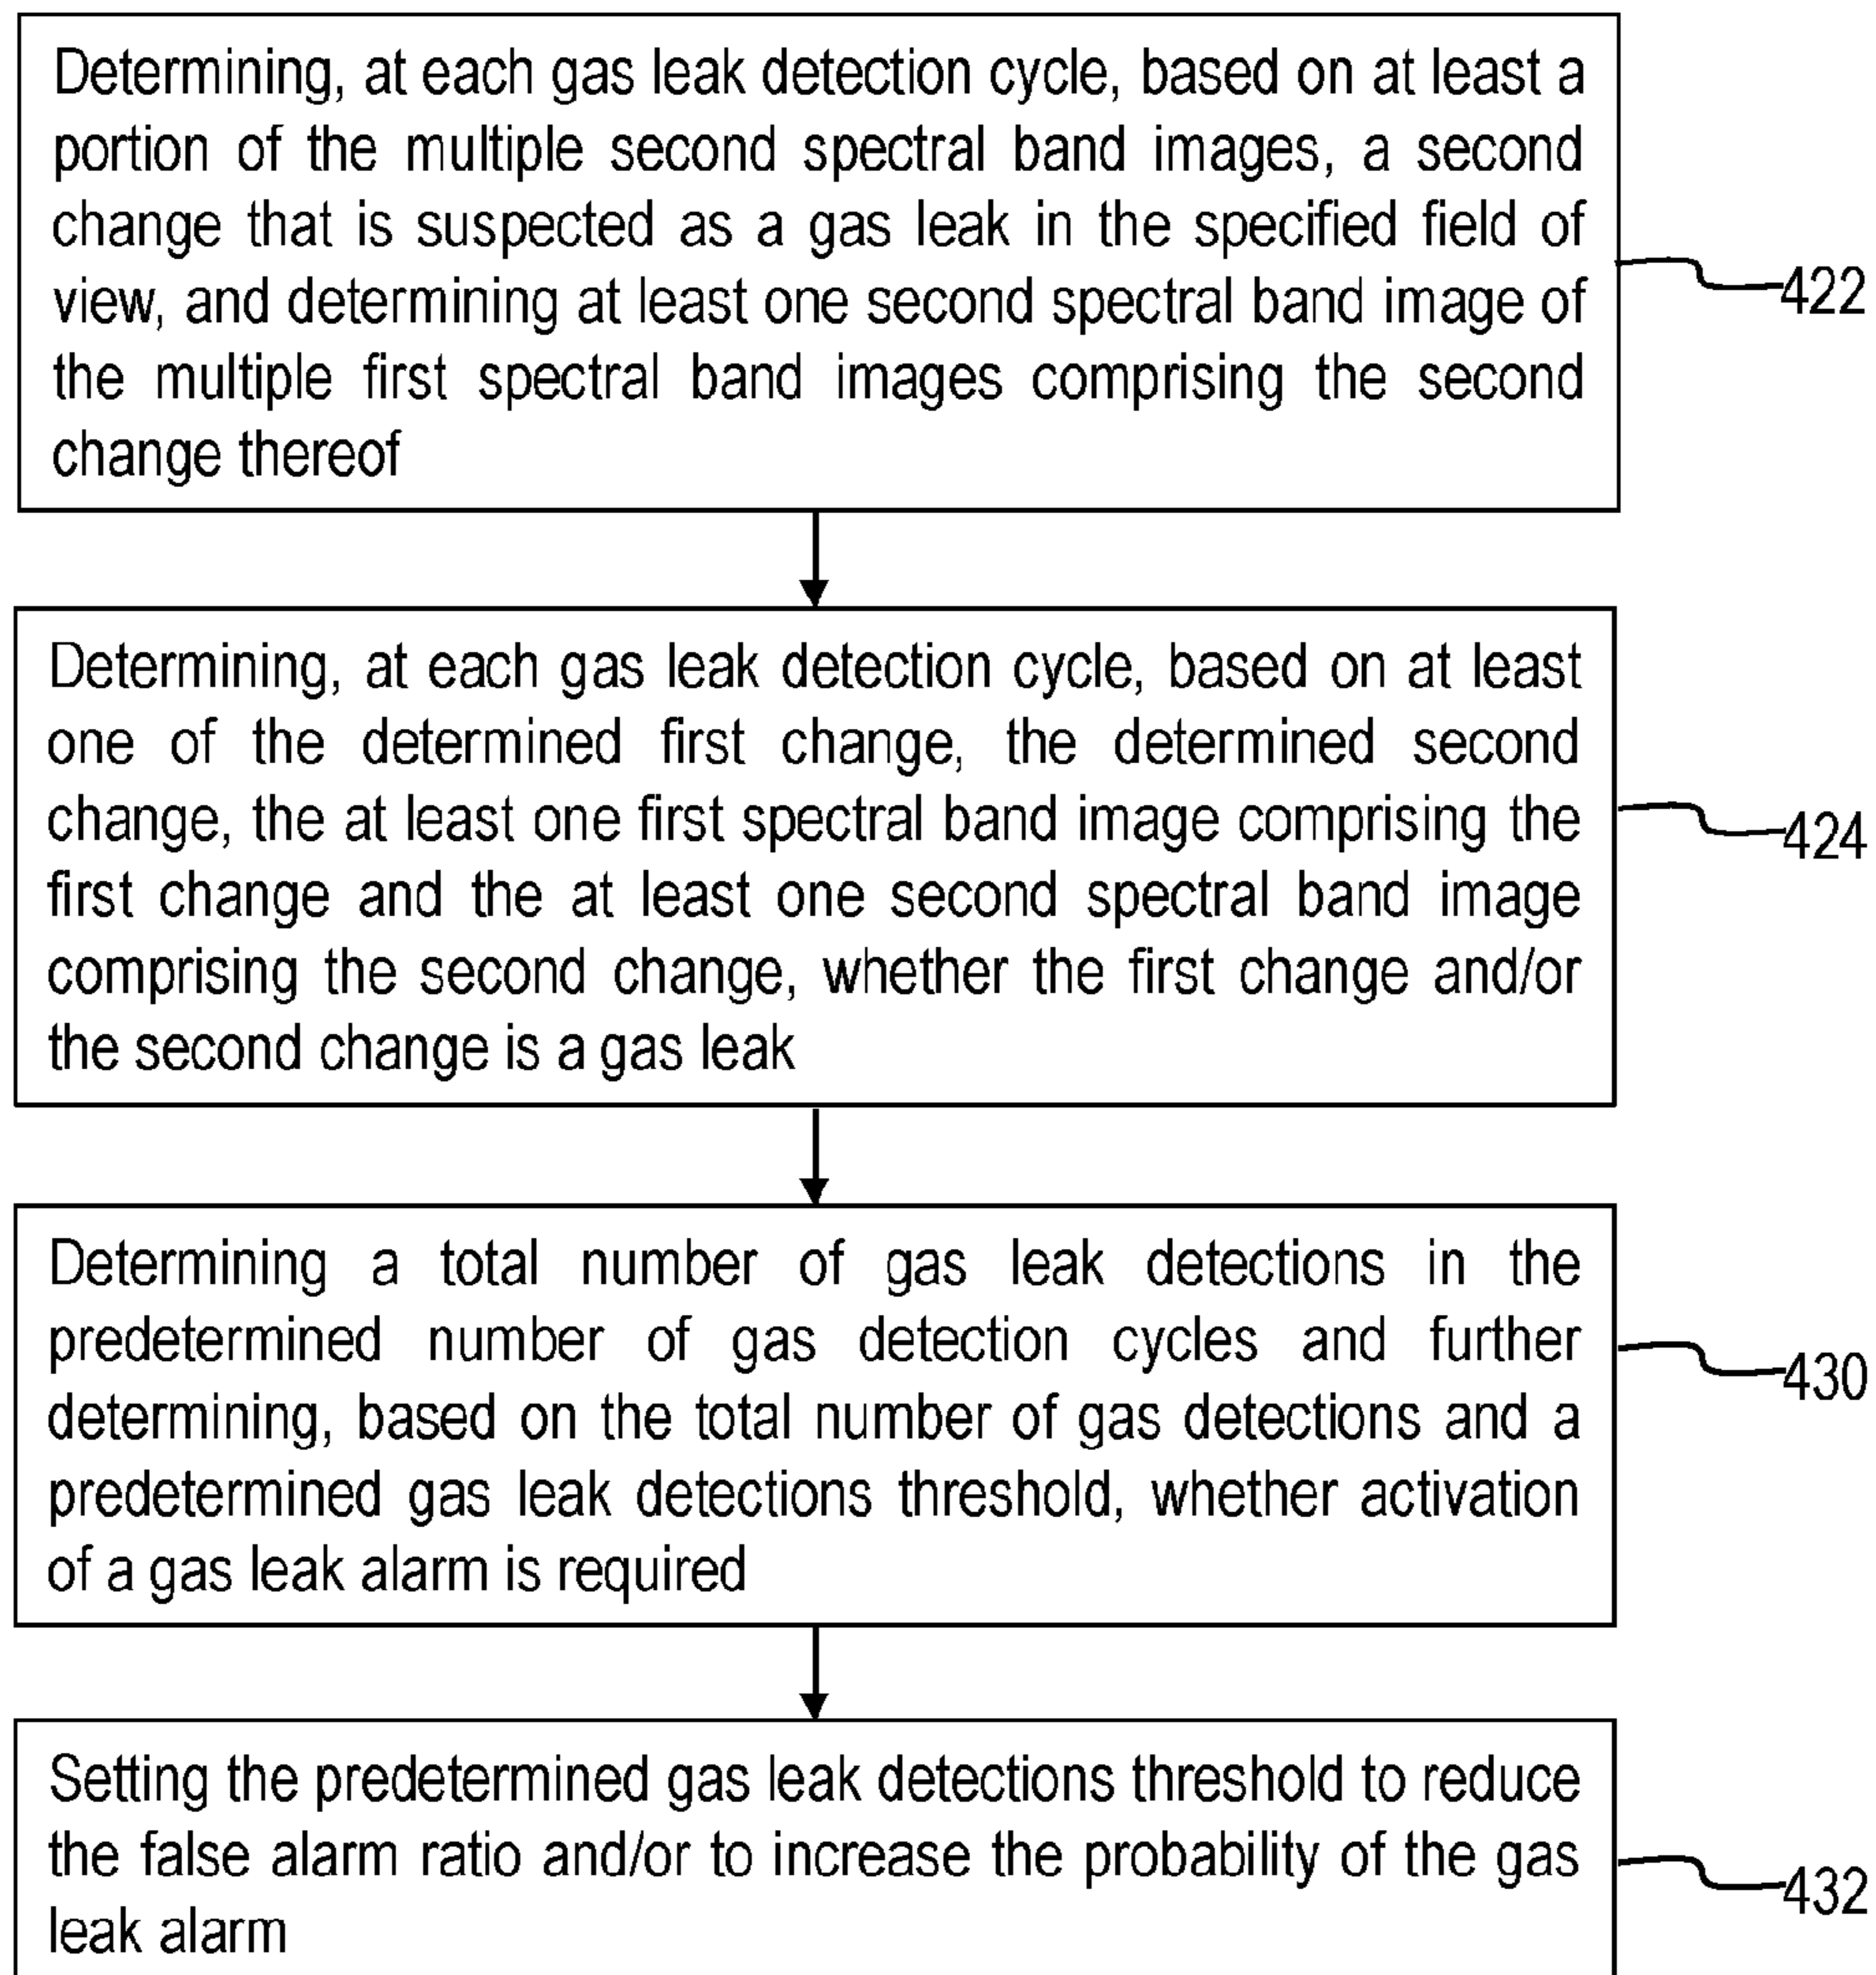 Determining, at each gas leak detection cycle, based on at least a
portion of the multiple second spectral band images, a second
change that is suspected as a gas leak in the specified field of
view, and determining at least one second spectral band image of
the multiple first spectral band images comprising the second
change thereof
422
Determining, at each gas leak detection cycle, based on at least
one of the determined first change, the determined second
change, the at least one first spectral band image comprising the
first change and the at least one second spectral band image
comprising the second change, whether the first change and/or
the second change is a gas leak
424
Determining a total number of gas leak detections in the
predetermined number of gas detection cycles and further
determining, based on the total number of gas detections and a
predetermined gas leak detections threshold, whether activation
of a gas leak alarm is required
430
Setting the predetermined gas leak detections threshold to reduce
the false alarm ratio and/or to increase the probability of the gas
leak alarm
432